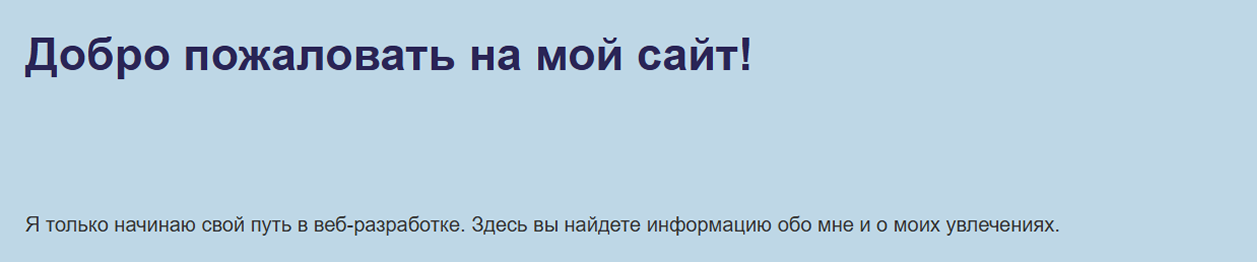 Добро пожаловать на мой сайт!
Я только начинаю свой путь в веб-разработке. Здесь вы найдете информацию обо мне и о моих увлечениях.